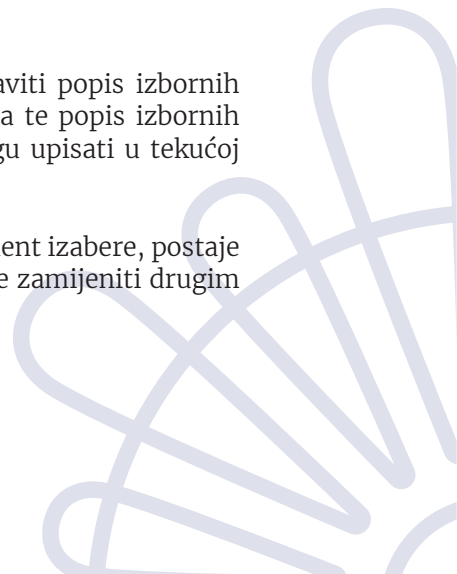 aviti popis izbornih
a te popis izbornih
gu upisati u tekućoj
ent izabere, postaje
e zamijeniti drugim